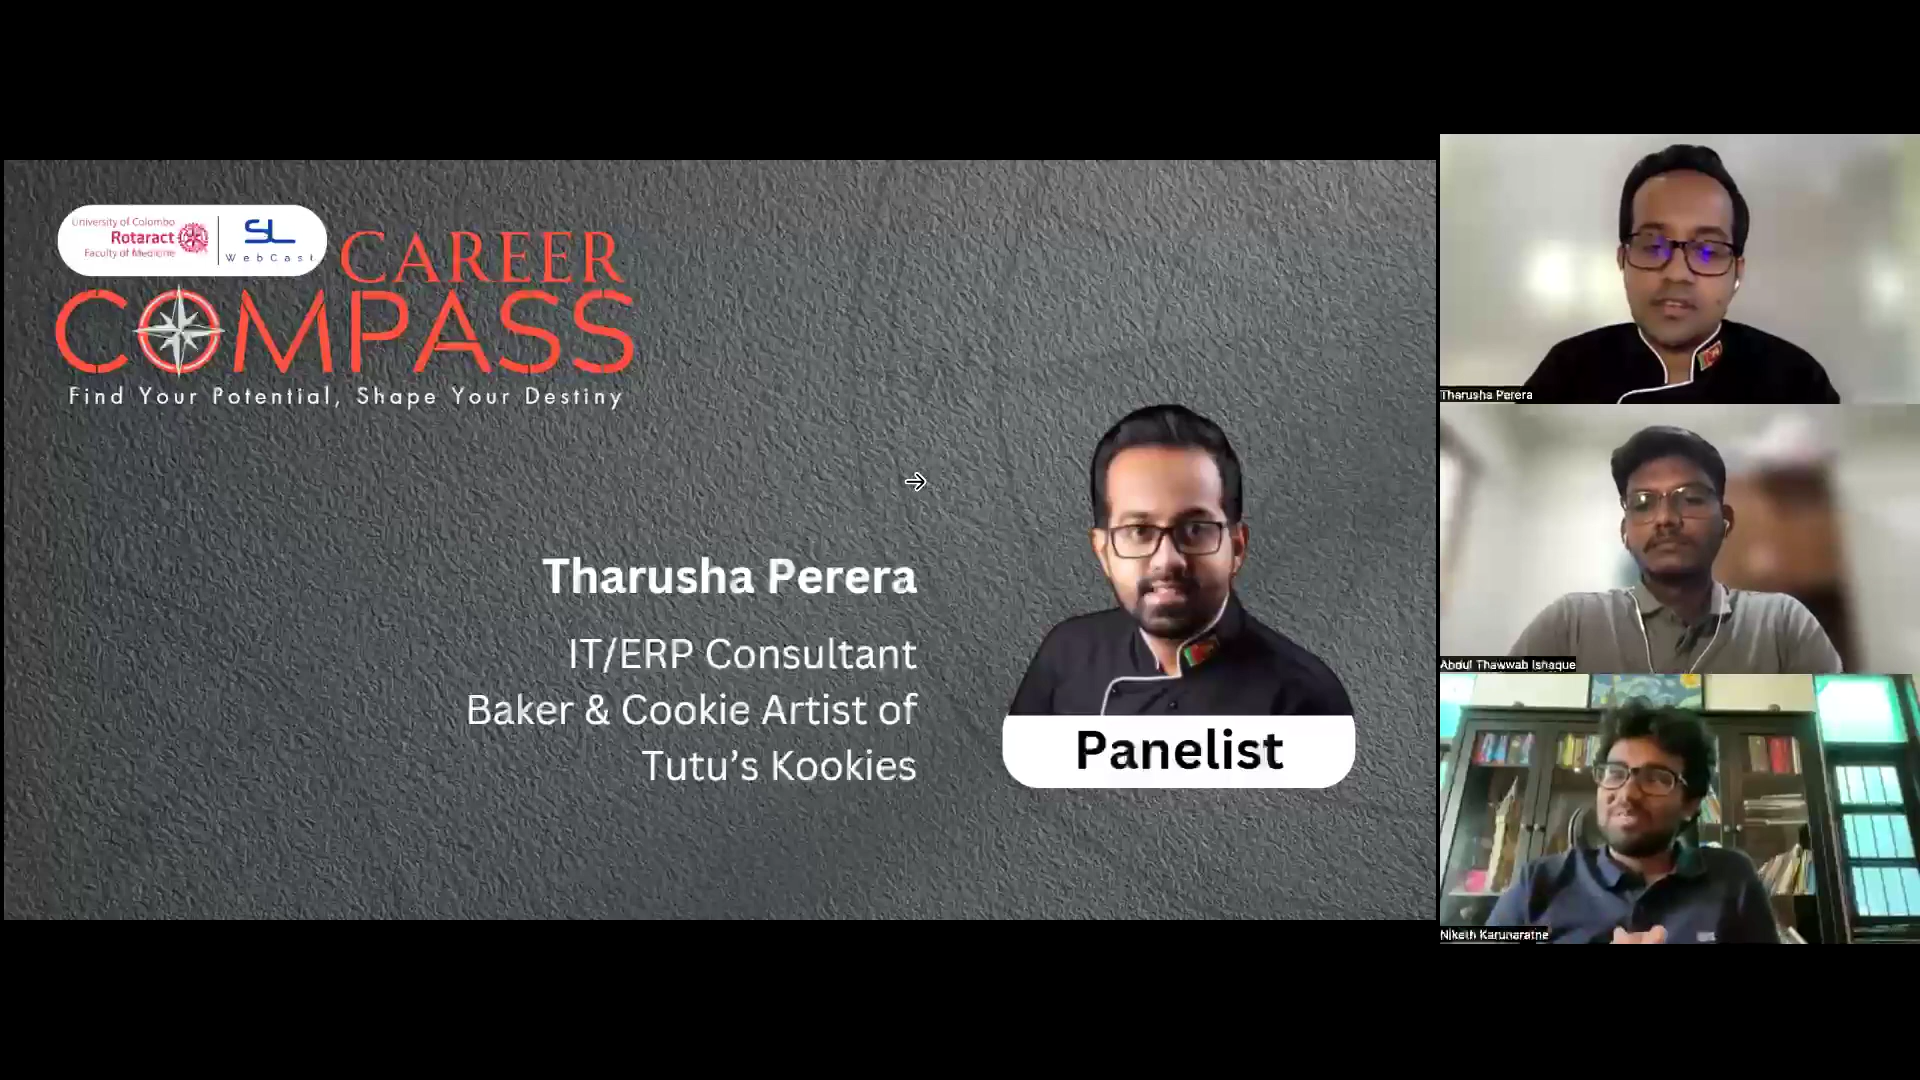 University of Colombo
Rotaract
Faculty of Medicine
SL
WebCast
CAREER
COMPASS
Find Your Potential, Shape Your Destiny
Tharusha Perera
IT/ERP Consultant
Baker & Cookie Artist of
Tutu's Kookies
Panelist
Tharusha Perera
Abdul Thawwab Ishaque
Niketh Karunaratne